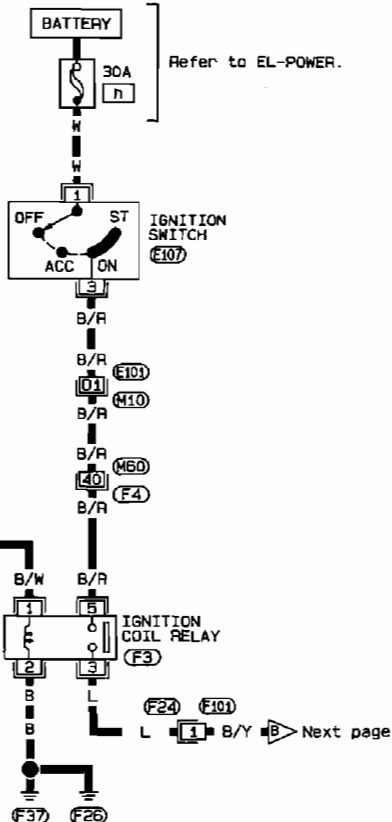 BATTERY
30A
h
Refer to EL-POWER.
W
W
1
OFF
ST
ACC
ON
IGNITION
SWITCH
E107
3
B/R
B/R
01
E101
M10
B/R
B/R
40
M60
F4
B/R
B/W
B/R
1
5
IGNITION
COIL RELAY
F3
2
3
B
L
B
F24
F101
L
1
B/Y
B
Next page
F37
F26